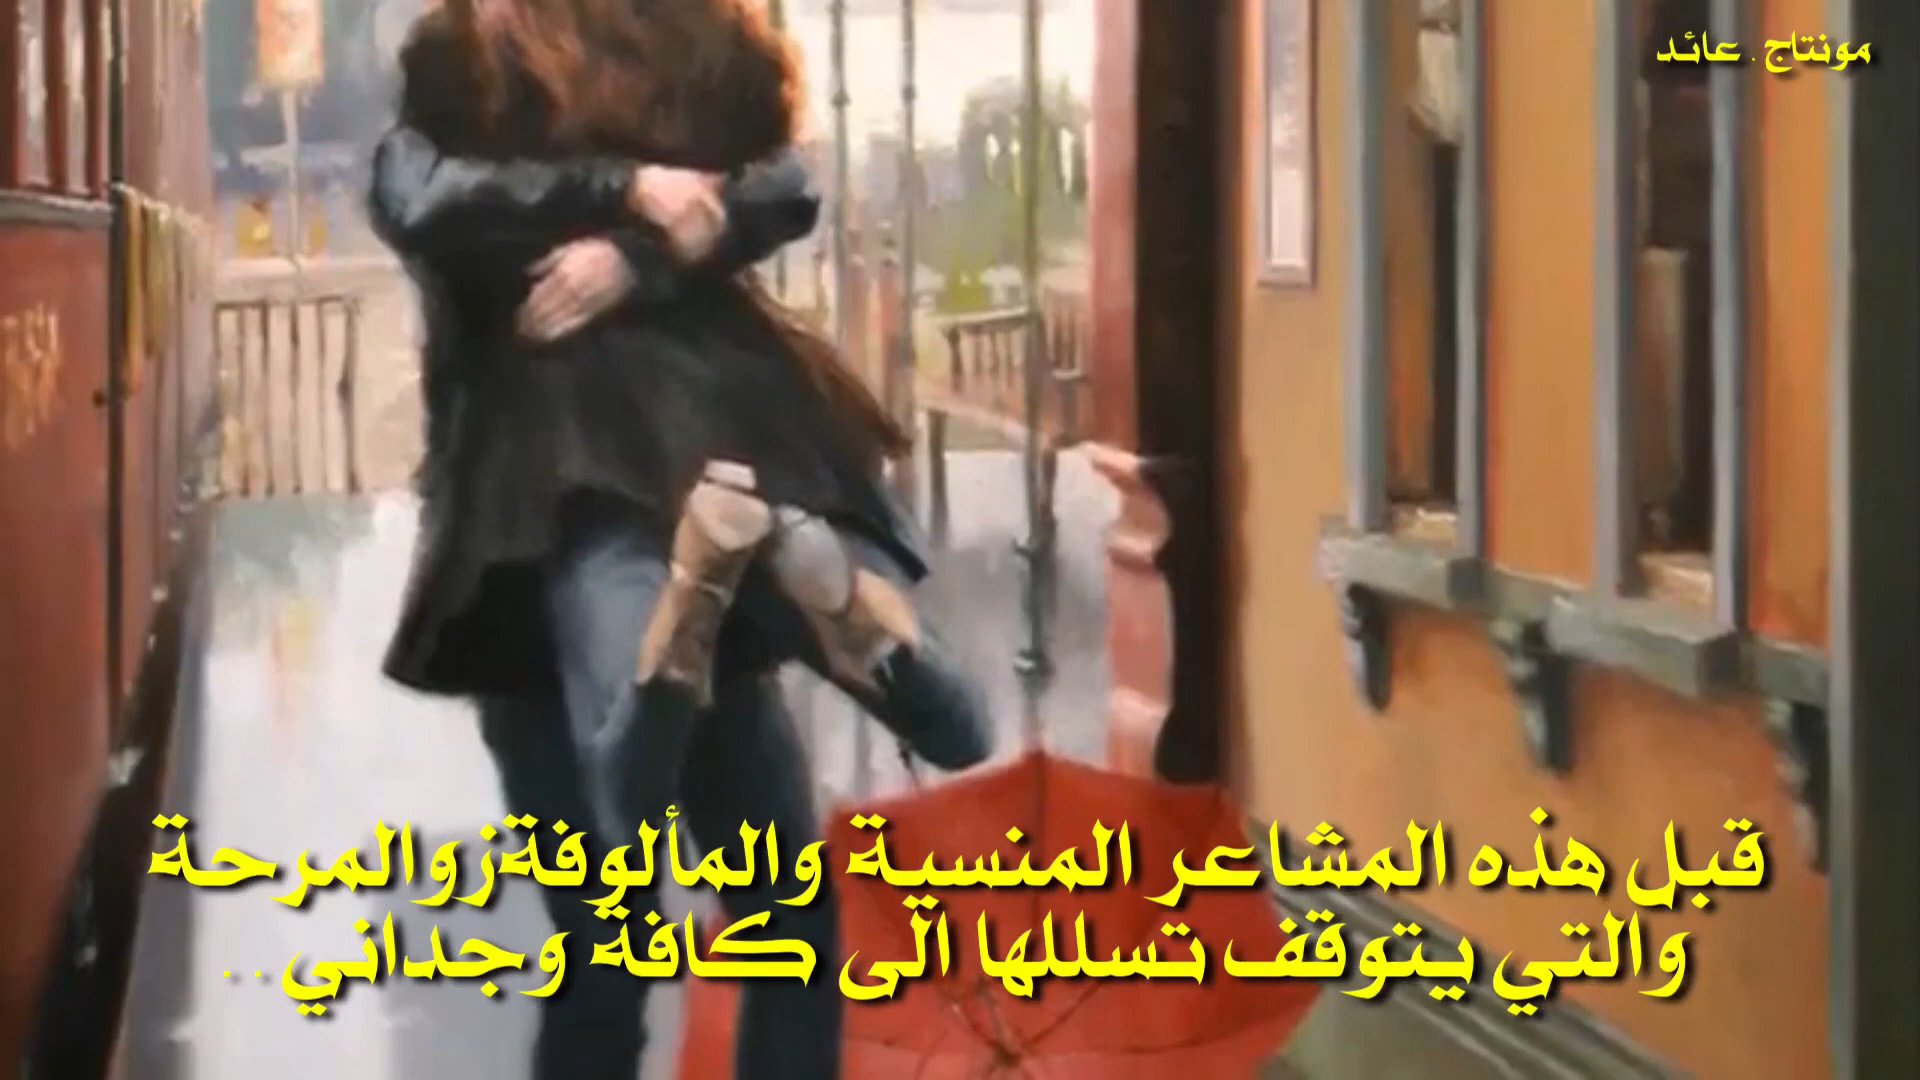 مونتاج . عائد
قبل هذه المشاعر المنسية والمألوفةزوالمرحة
والتي يتوقف تسللها الى كافة وجداني . .